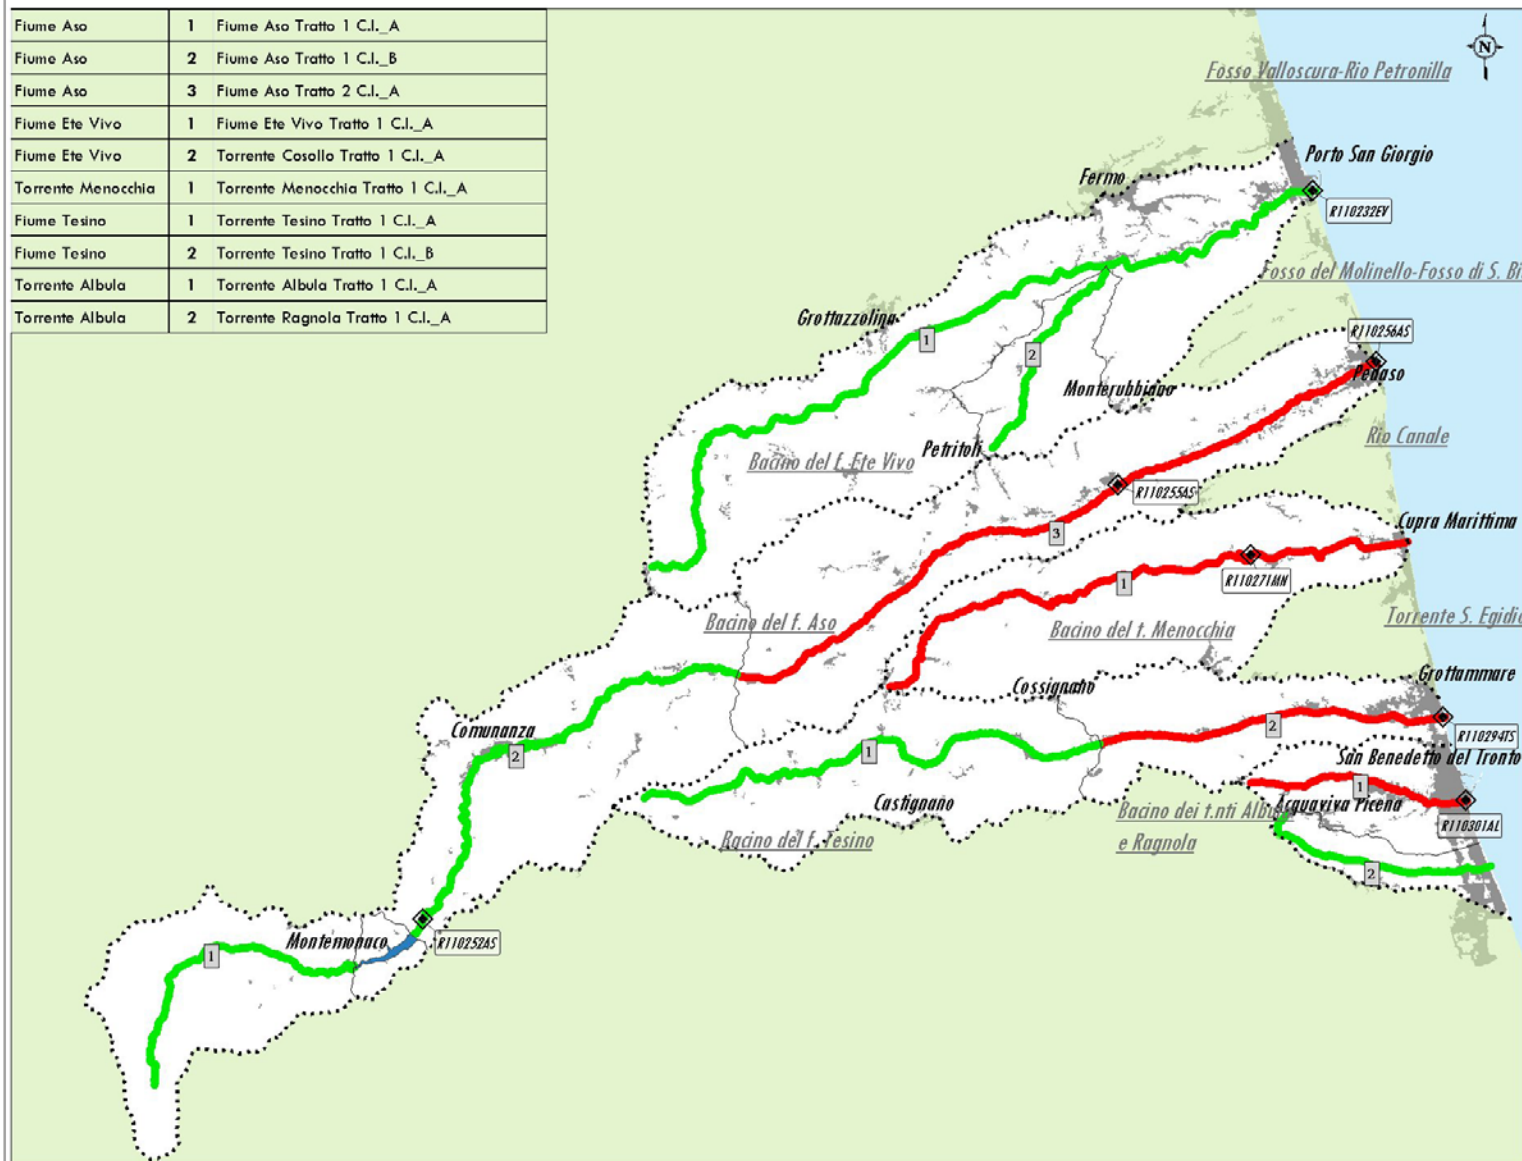 Fiume Aso 1 Fiume Aso Tratto 1 C.I._A
Fiume Aso 2 Fiume Aso Tratto 1 C.I._B
Fiume Aso 3 Fiume Aso Tratto 2 C.I._A
Fiume Ete Vivo 1 Fiume Ete Vivo Tratto 1 C.I._A
Fiume Ete Vivo 2 Torrente Cosollo Tratto 1 C.I._A
Torrente Menocchia 1 Torrente Menocchia Tratto 1 C.I._A
Fiume Tesino 1 Torrente Tesino Tratto 1 C.I._A
Fiume Tesino 2 Torrente Tesino Tratto 1 C.I._B
Torrente Albula 1 Torrente Albula Tratto 1 C.I._A
Torrente Albula 2 Torrente Ragnola Tratto 1 C.I._A
N
Fosso Valloscura-Rio Petronilla
Porto San Giorgio
Fermo
R110232EV
Fosso del Molinello-Fosso di S. Bi
Grottazzolina
R110256AS
1
2
Pedaso
Monterubbiano
Rio Canale
Petritoli
Bacino del f. Ete Vivo
R110255AS
Cupra Marittima
3
R110271MN
1
Torrente S. Egidio
Bacino del f. Aso
Bacino del t. Menocchia
Grottammare
Cossignano
Comunanza
2
R110294TS
1
2
San Benedetto del Tronto
1
Castignano
Acquaviva Picena
Bacino dei t.nti Albu
e Ragnola
R110301AL
Bacino del f. Tesino
2
Montemonaco
R110252AS
1